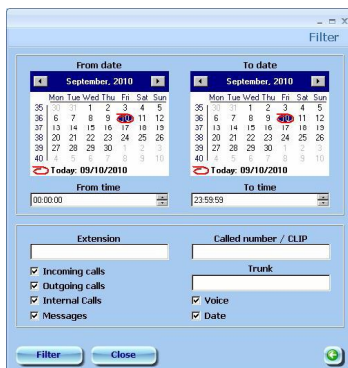 Filter
From date
To date
September, 2010
September, 2010
Mon Tue Wed Thu Fri Sat Sun
35 30 31 1 2 3 4 5
36 6 7 8 9 10 11 12
37 13 14 15 16 17 18 19
38 20 21 22 23 24 25 26
39 27 28 29 30 1 2 3
40 4 5 6 7 8 9 10
Today: 09/10/2010
Mon Tue Wed Thu Fri Sat Sun
35 30 31 1 2 3 4 5
36 6 7 8 9 10 11 12
37 13 14 15 16 17 18 19
38 20 21 22 23 24 25 26
39 27 28 29 30 1 2 3
40 4 5 6 7 8 9 10
Today: 09/10/2010
From time
To time
00:00:00
23:59:59
Extension
Called number / CLIP
Incoming calls
Trunk
Outgoing calls
Internal Calls
Voice
Messages
Date
Filter
Close